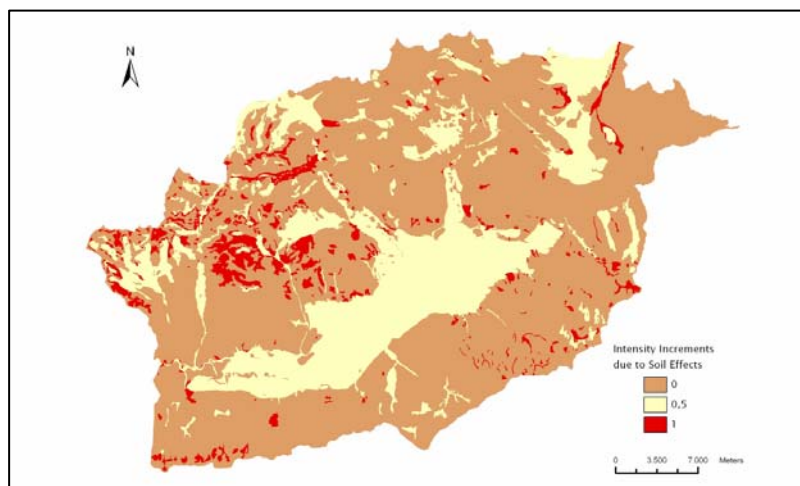 N
Intensity Increments
due to Soil Effects
0
0,5
1
0 3.500 7.000 Meters